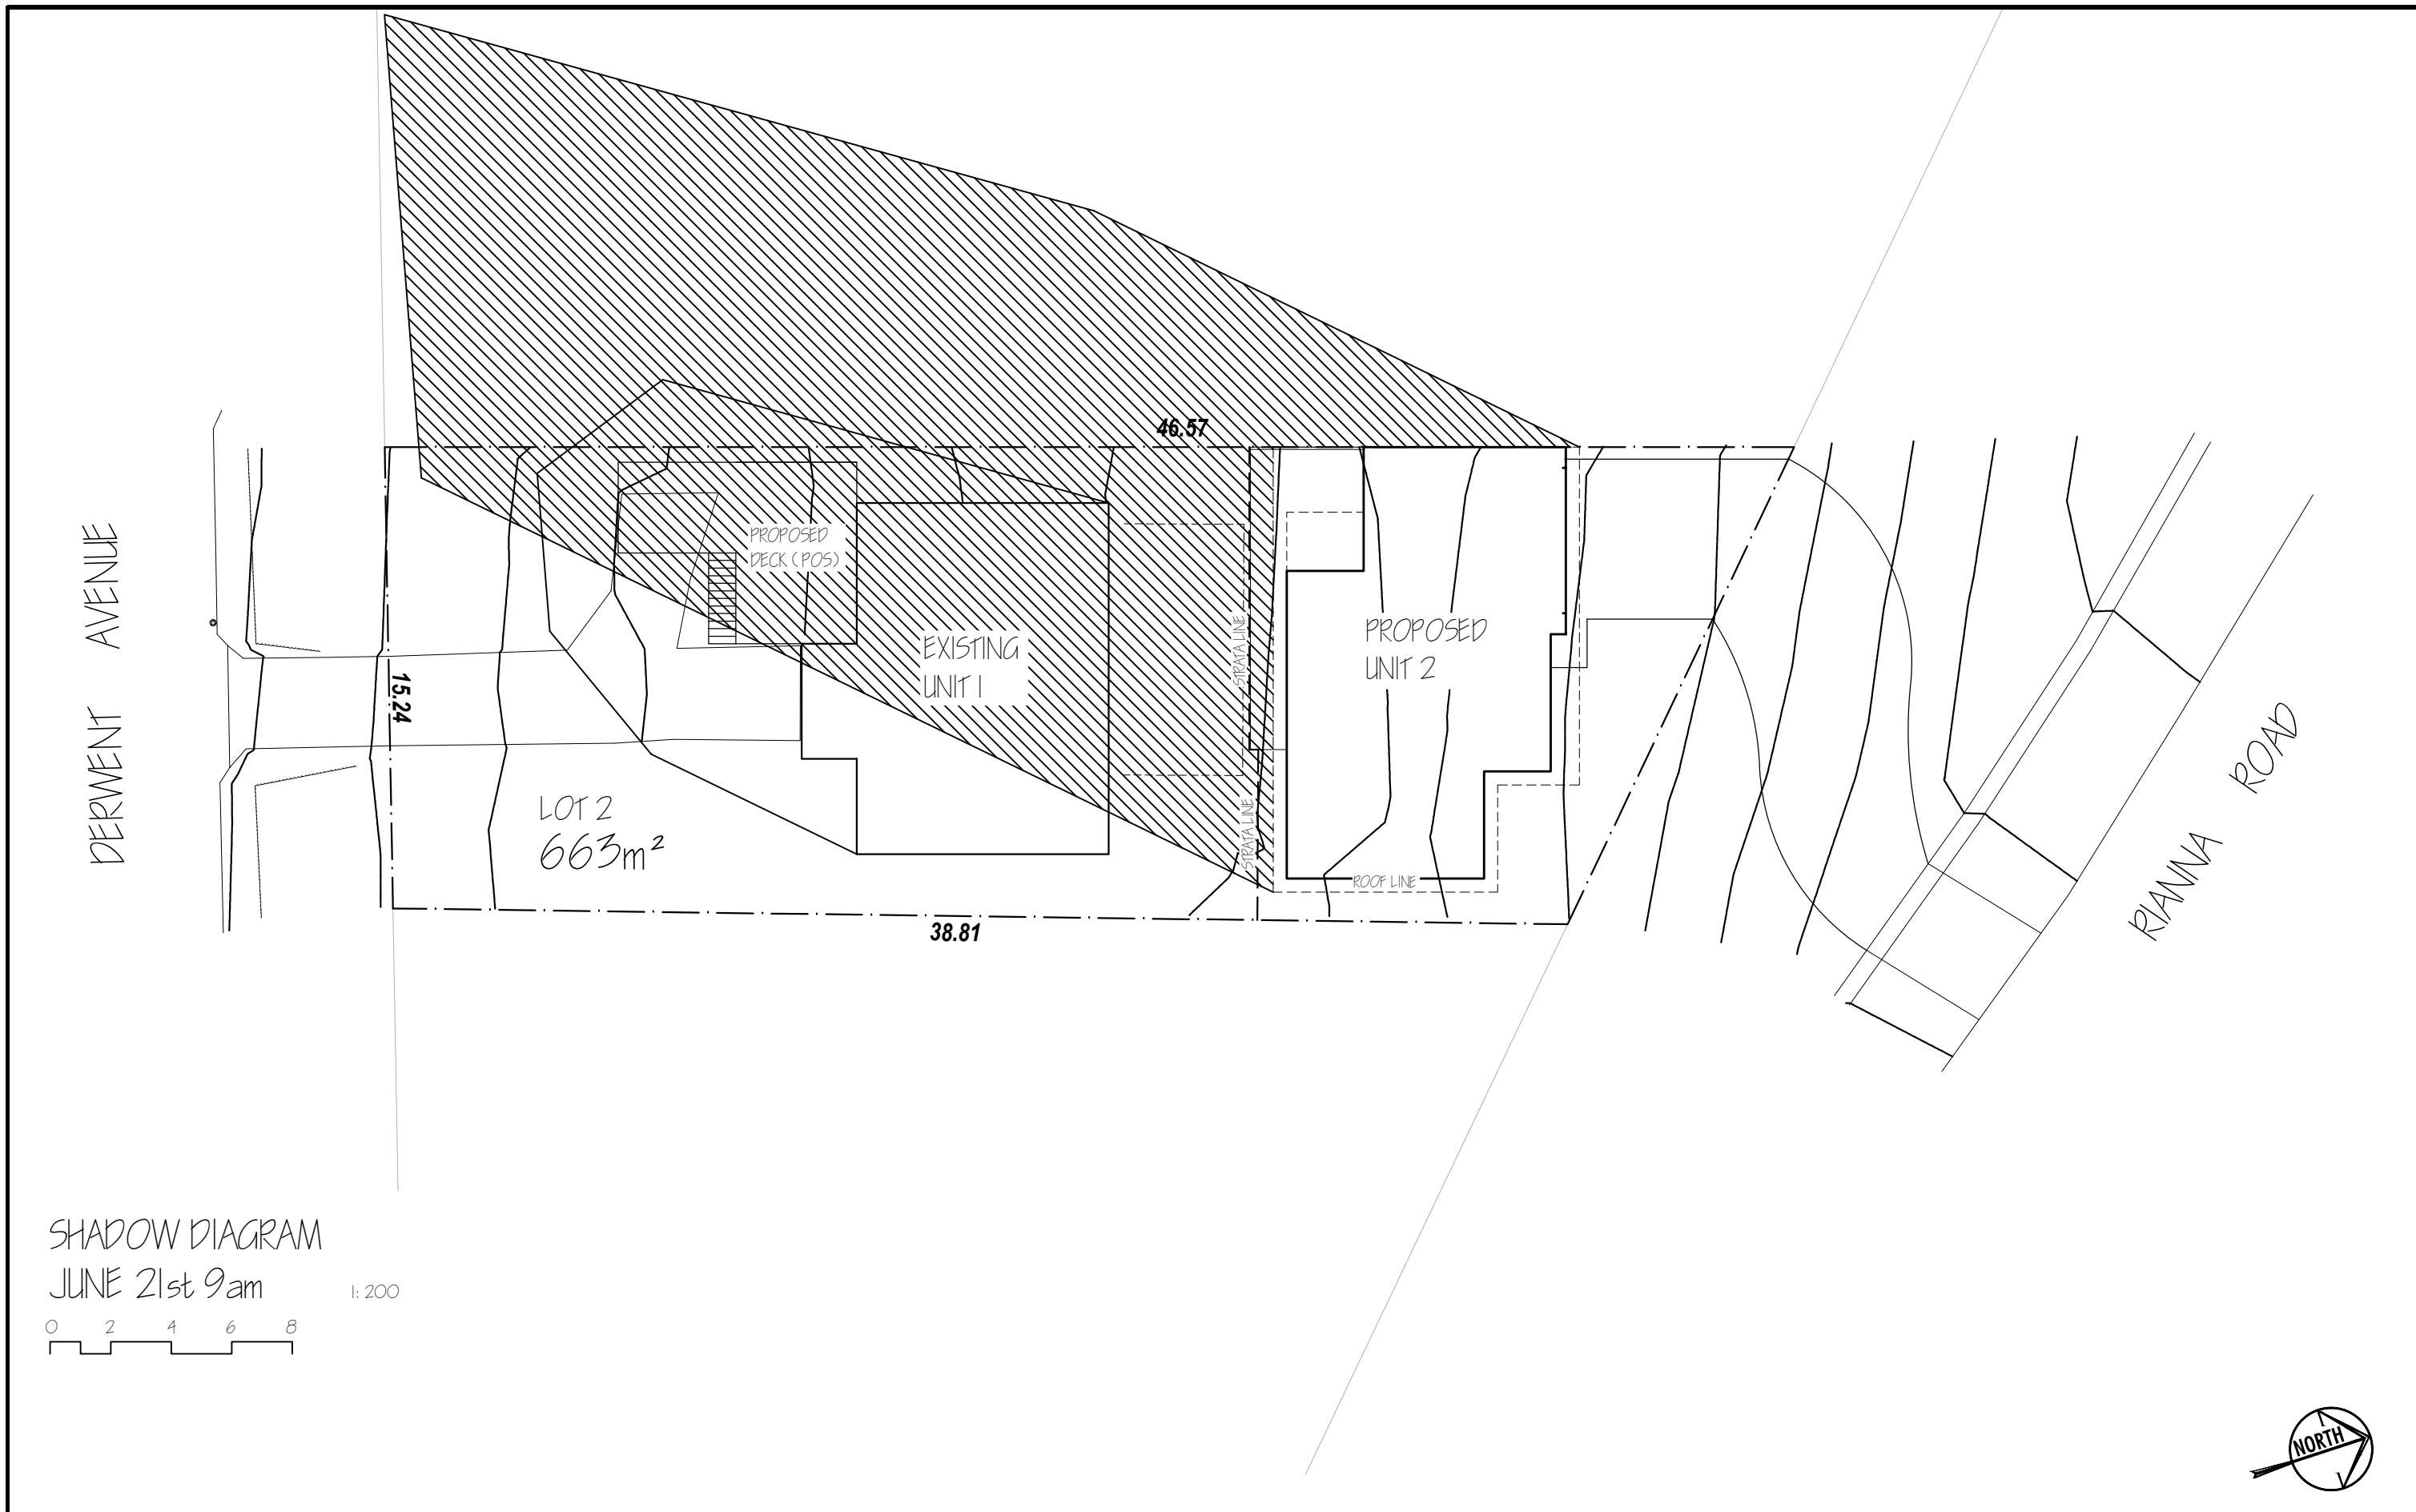 46.57
PROPOSED
DECK (POS)
EXISTING
UNIT 1
STRATA LINE
PROPOSED
UNIT 2
DERWENT AVENUE
15.24
LOT 2
663m²
STRATA LINE
ROOF LINE
38.81
RIANNA ROAD
SHADOW DIAGRAM
JUNE 21st 9am 1:200
0 2 4 6 8
NORTH